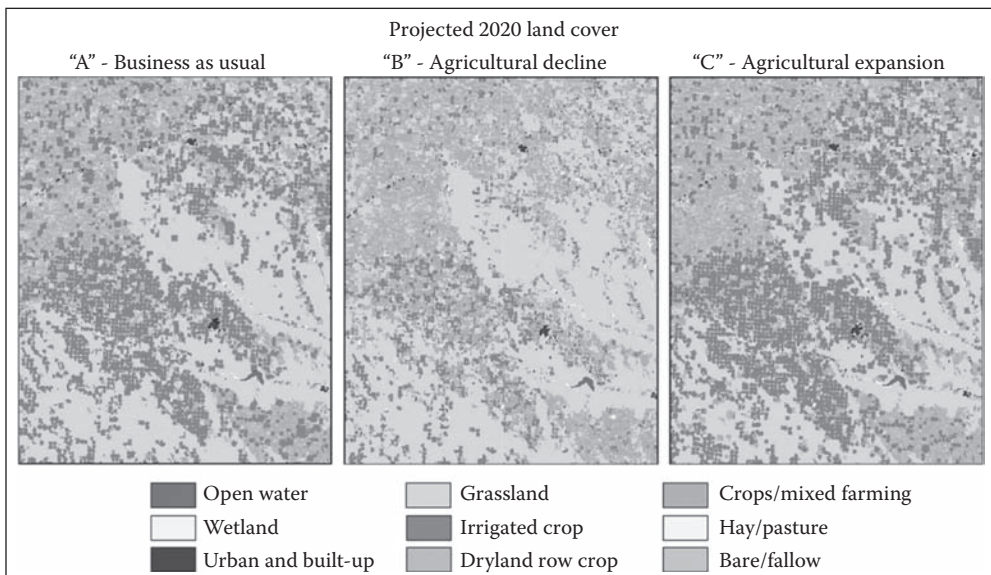 Projected 2020 land cover
“A” - Business as usual
“B” - Agricultural decline
“C” - Agricultural expansion
Open water
Grassland
Crops/mixed farming
Wetland
Irrigated crop
Hay/pasture
Urban and built-up
Dryland row crop
Bare/fallow